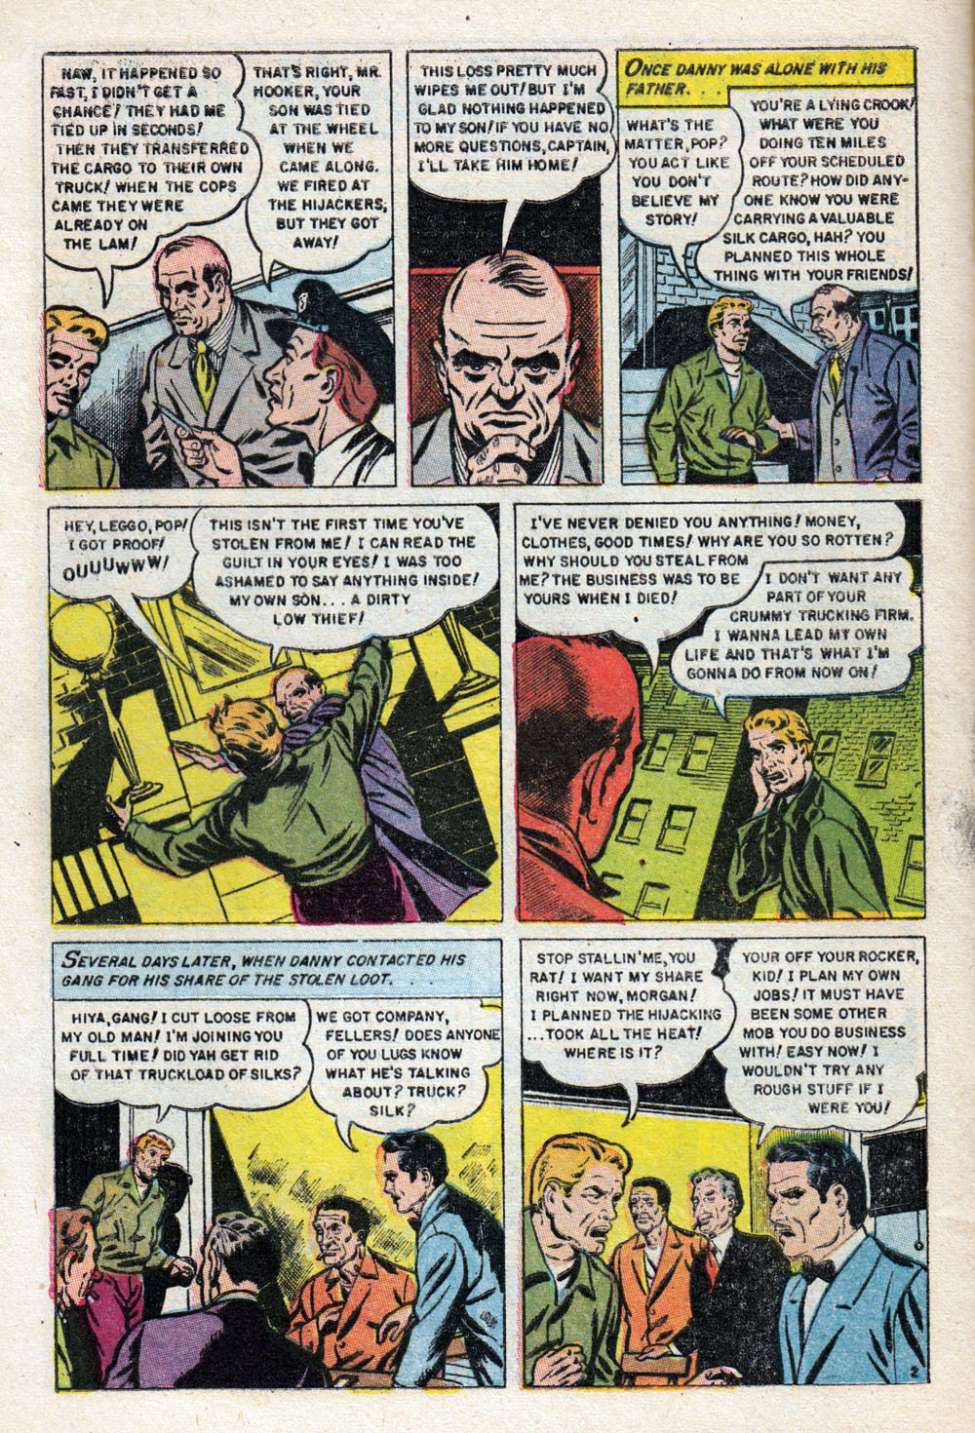 NAW, IT HAPPENED SO
FAST, I DIDN'T GET A
CHANCE! THEY HAD ME
TIED UP IN SECONDS!
THEN THEY TRANSFERRED
THE CARGO TO THEIR OWN
TRUCK! WHEN THE COPS
CAME THEY WERE
ALREADY ON
THE LAM!
THAT'S RIGHT, MR.
HOOKER, YOUR
SON WAS TIED
AT THE WHEEL
WHEN WE
CAME ALONG.
WE FIRED AT
THE HIJACKERS,
BUT THEY GOT
AWAY!
THIS LOSS PRETTY MUCH
WIPES ME OUT! BUT I'M
GLAD NOTHING HAPPENED
TO MY SON! IF YOU HAVE NO
MORE QUESTIONS, CAPTAIN,
I'LL TAKE HIM HOME!
ONCE DANNY WAS ALONE WITH HIS
FATHER. . .
WHAT'S THE
MATTER, POP?
YOU ACT LIKE
YOU DON'T
BELIEVE MY
STORY!
YOU'RE A LYING CROOK!
WHAT WERE YOU
DOING TEN MILES
OFF YOUR SCHEDULED
ROUTE? HOW DID ANY-
ONE KNOW YOU WERE
CARRYING A VALUABLE
SILK CARGO, HAH? YOU
PLANNED THIS WHOLE
THING WITH YOUR FRIENDS!
HEY, LEGGO, POP!
I GOT PROOF!
OUUUWWW!
THIS ISN'T THE FIRST TIME YOU'VE
STOLEN FROM ME! I CAN READ THE
GUILT IN YOUR EYES! I WAS TOO
ASHAMED TO SAY ANYTHING INSIDE!
MY OWN SON... A DIRTY
LOW THIEF!
I'VE NEVER DENIED YOU ANYTHING! MONEY,
CLOTHES, GOOD TIMES! WHY ARE YOU SO ROTTEN?
WHY SHOULD YOU STEAL FROM
ME? THE BUSINESS WAS TO BE
YOURS WHEN I DIED!
I DON'T WANT ANY
PART OF YOUR
CRUMMY TRUCKING FIRM.
I WANNA LEAD MY OWN
LIFE AND THAT'S WHAT I'M
GONNA DO FROM NOW ON!
SEVERAL DAYS LATER, WHEN DANNY CONTACTED HIS
GANG FOR HIS SHARE OF THE STOLEN LOOT. . . .
HIYA, GANG! I CUT LOOSE FROM
MY OLD MAN! I'M JOINING YOU
FULL TIME! DID YAH GET RID
OF THAT TRUCKLOAD OF SILKS?
WE GOT COMPANY,
FELLERS! DOES ANYONE
OF YOU LUGS KNOW
WHAT HE'S TALKING
ABOUT? TRUCK?
SILK?
STOP STALLIN' ME, YOU
RAT! I WANT MY SHARE
RIGHT NOW, MORGAN!
I PLANNED THE HIJACKING
...TOOK ALL THE HEAT!
WHERE IS IT?
YOUR OFF YOUR ROCKER,
KID! I PLAN MY OWN
JOBS! IT MUST HAVE
BEEN SOME OTHER
MOB YOU DO BUSINESS
WITH! EASY NOW! I
WOULDN'T TRY ANY
ROUGH STUFF IF I
WERE YOU!
2